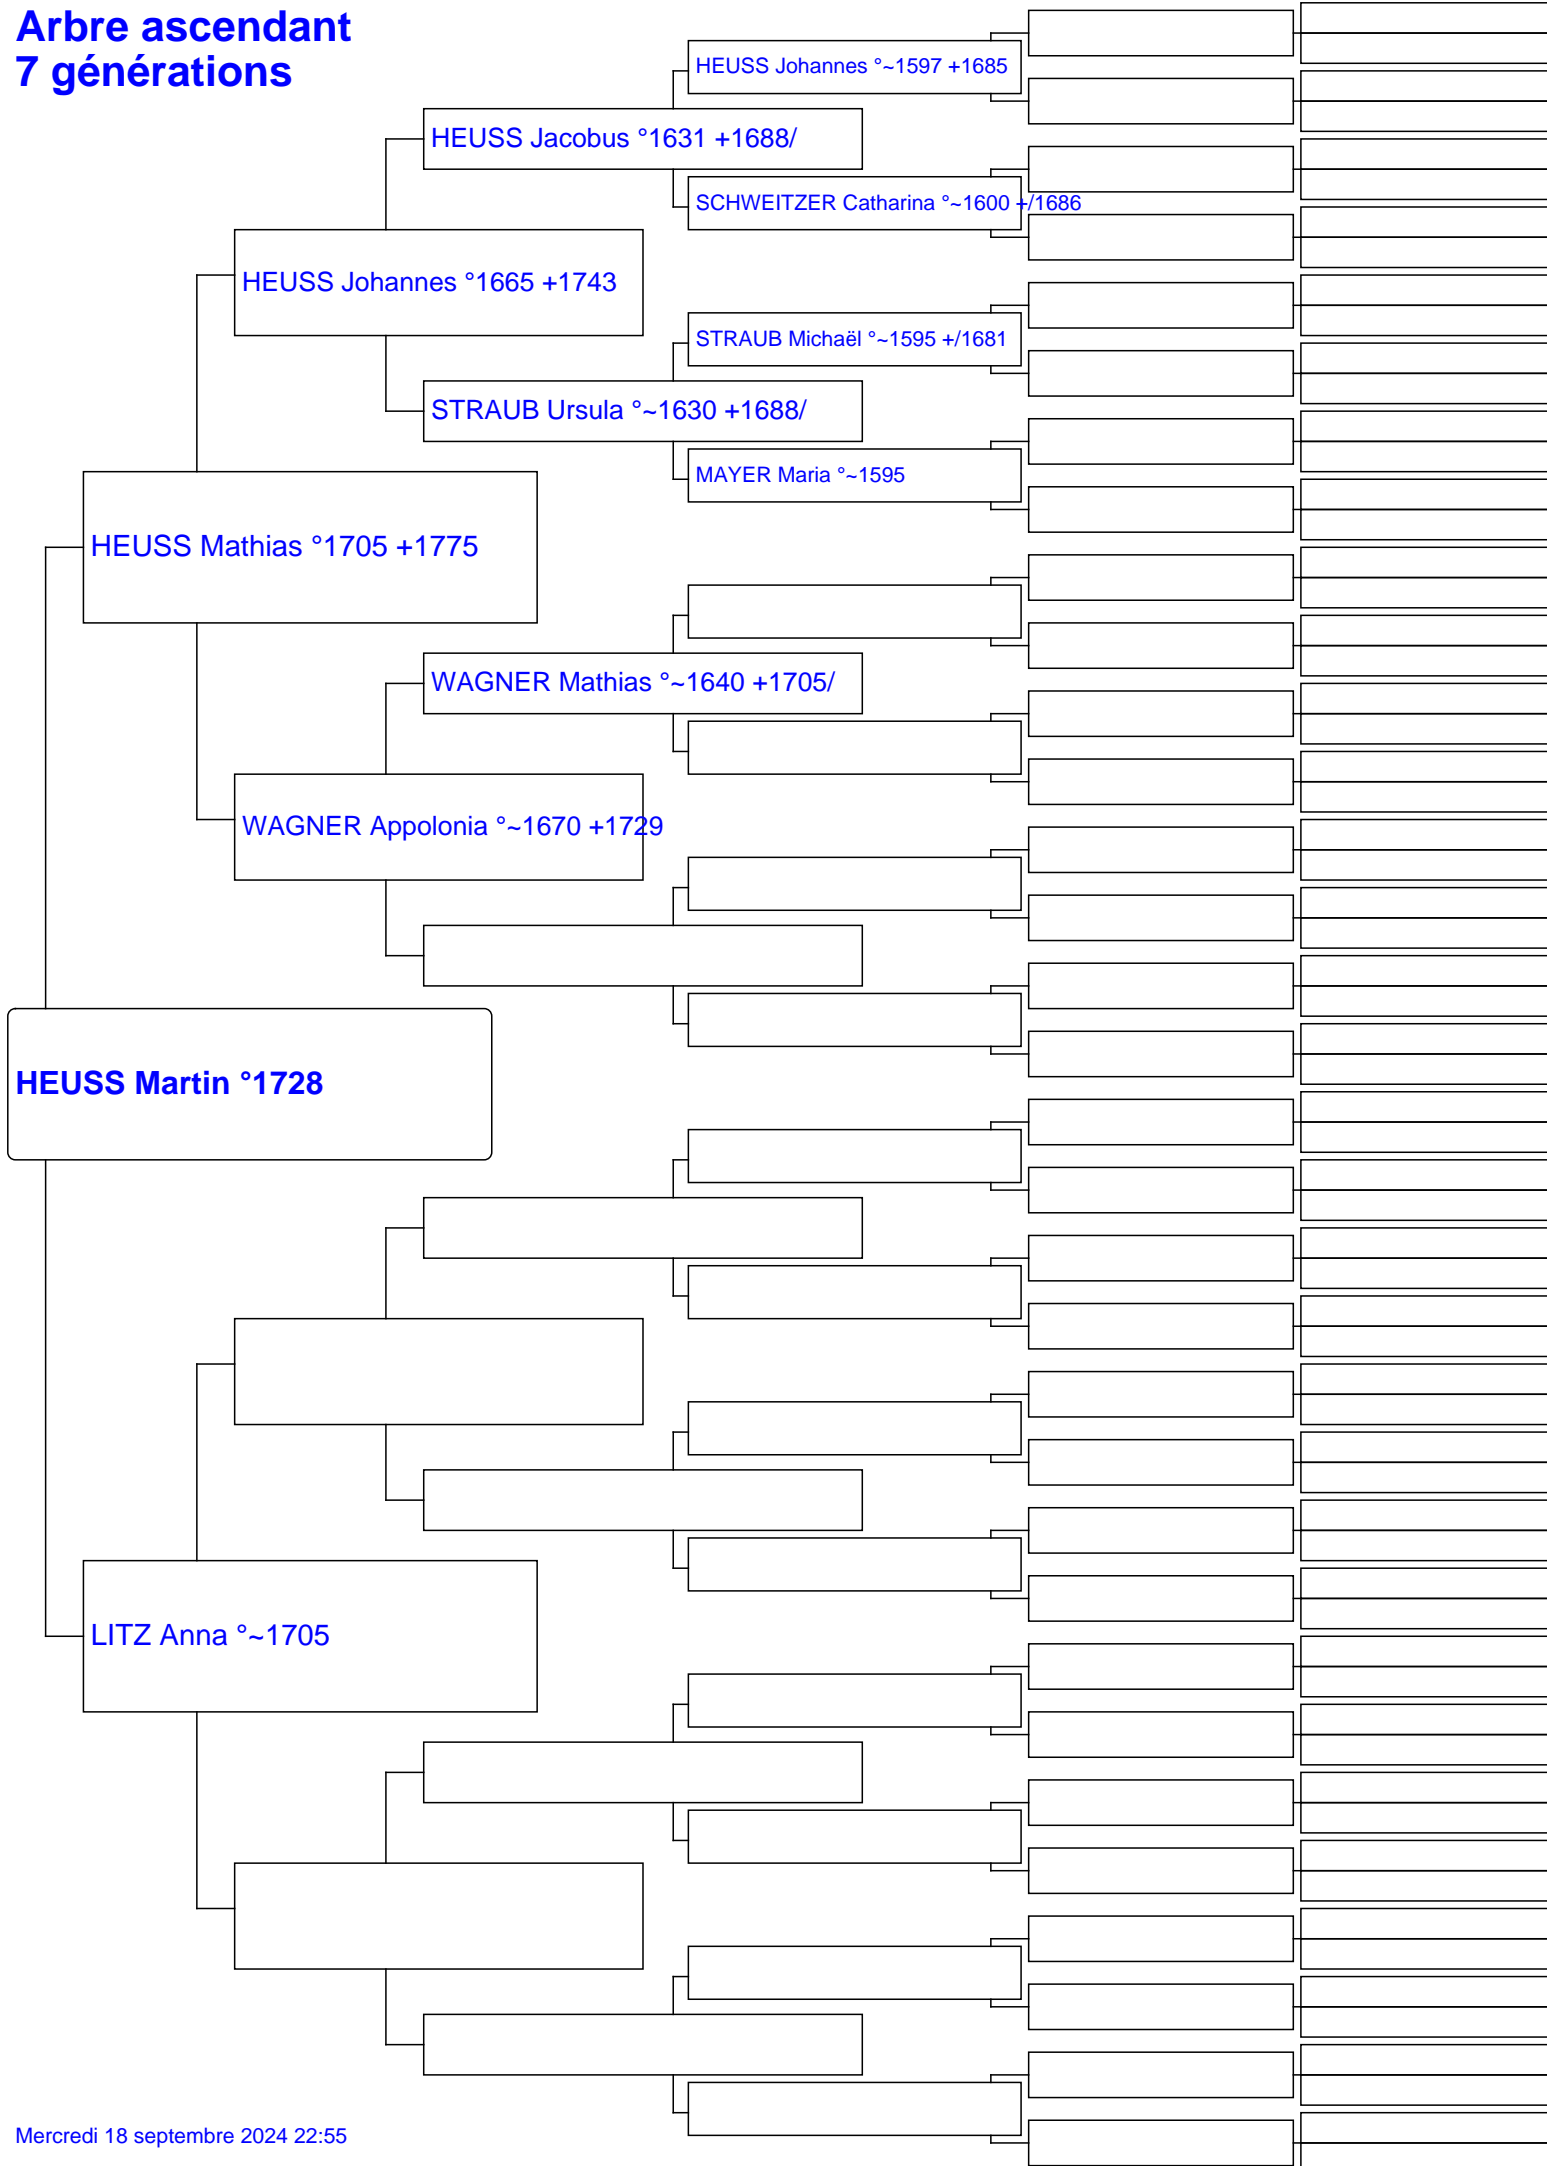 Arbre ascendant
7 générations
HEUSS Johannes °~1597 +1685
HEUSS Jacobus °1631 +1688/
SCHWEITZER Catharina °~1600 +/1686
HEUSS Johannes °1665 +1743
STRAUB Michaël °~1595 +/1681
STRAUB Ursula °~1630 +1688/
MAYER Maria °~1595
HEUSS Mathias °1705 +1775
WAGNER Mathias °~1640 +1705/
WAGNER Appolonia °~1670 +1729
HEUSS Martin °1728
LITZ Anna °~1705
Mercredi 18 septembre 2024 22:55